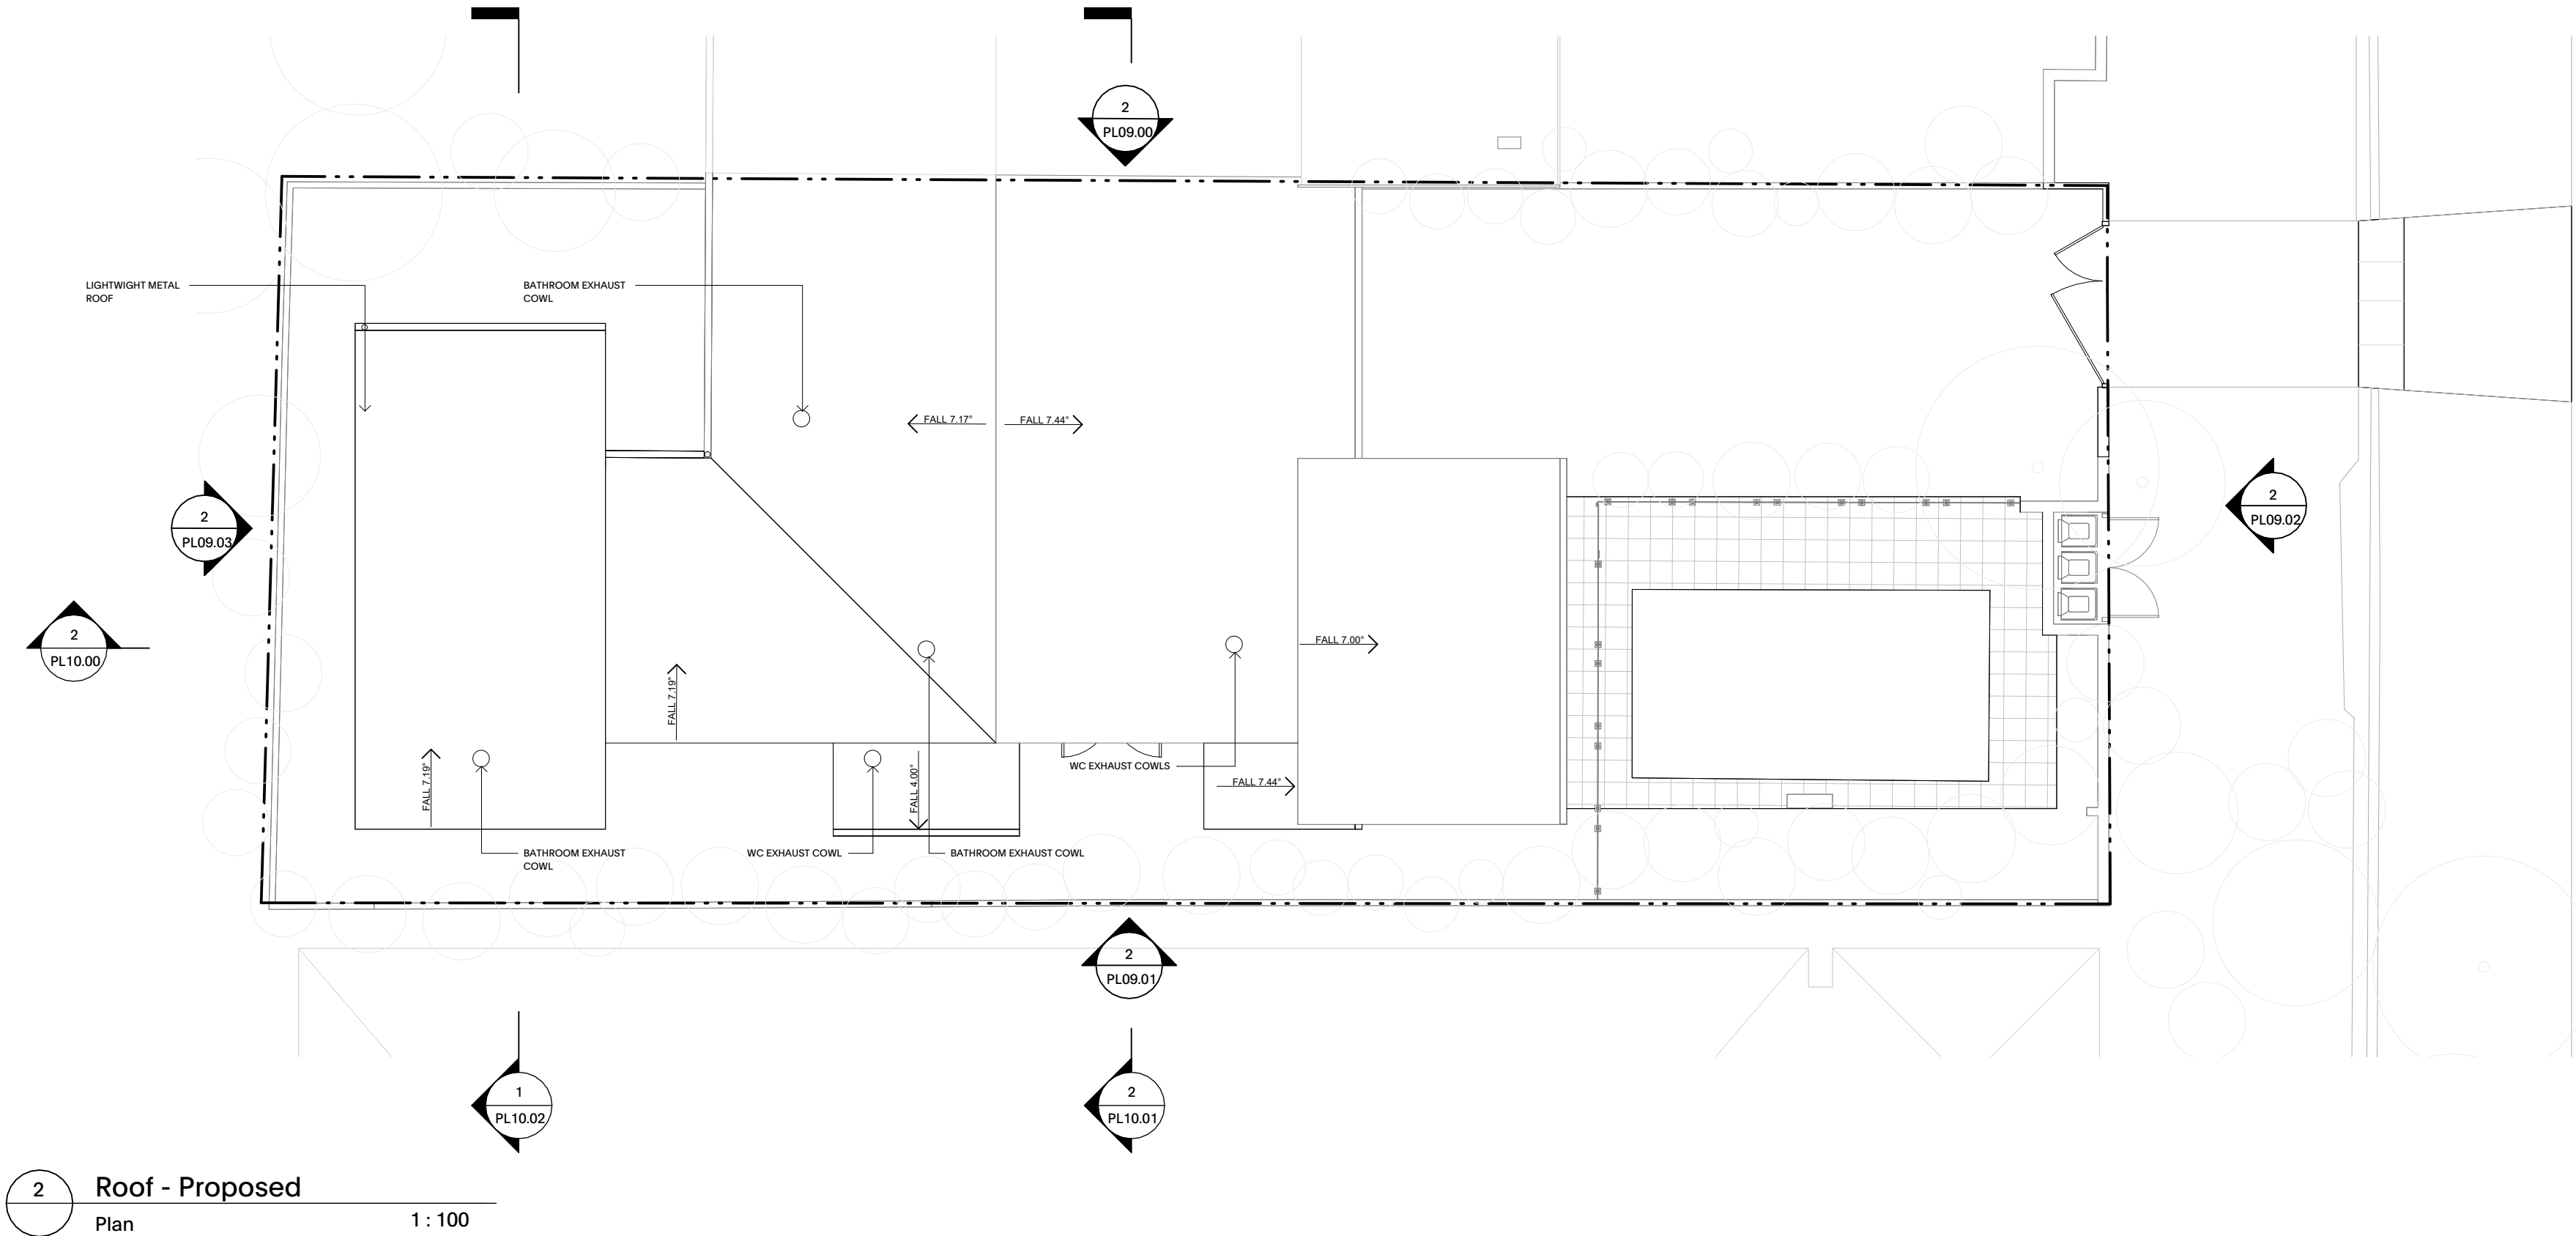 2
PL09.00
LIGHTWIGHT METAL
ROOF
BATHROOM EXHAUST
COWL
FALL 7.17°
FALL 7.44°
2
PL09.03
2
PL09.02
2
PL10.00
FALL 7.19°
FALL 7.00°
FALL 7.19°
FALL 4.00°
WC EXHAUST COWLS
FALL 7.44°
BATHROOM EXHAUST
COWL
WC EXHAUST COWL
BATHROOM EXHAUST COWL
2
PL09.01
1
PL10.02
2
PL10.01
2
Roof - Proposed
Plan
1 : 100